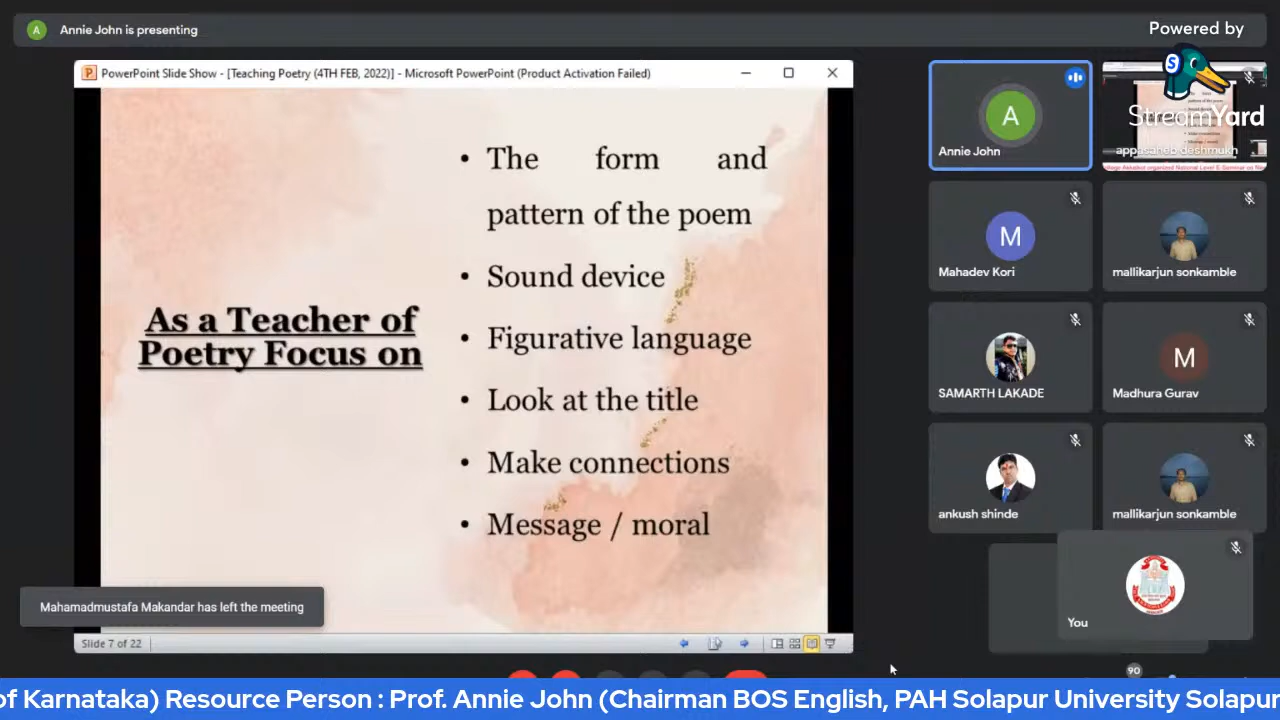 A
Annie John is presenting
Powered by
StreamYard
PowerPoint Slide Show - [Teaching Poetry (4TH FEB, 2022)] - Microsoft PowerPoint (Product Activation Failed)
As a Teacher of
Poetry Focus on
• The form and
pattern of the poem
• Sound device
• Figurative language
• Look at the title
• Make connections
• Message / moral
Slide 7 of 22
Mahamadmustafa Makandar has left the meeting
A
Annie John
appasaheb deshmukh
M
Mahadev Kori
mallikarjun sonkamble
SAMARTH LAKADE
M
Madhura Gurav
ankush shinde
mallikarjun sonkamble
You
90
of Karnataka) Resource Person : Prof. Annie John (Chairman BOS English, PAH Solapur University Solapur